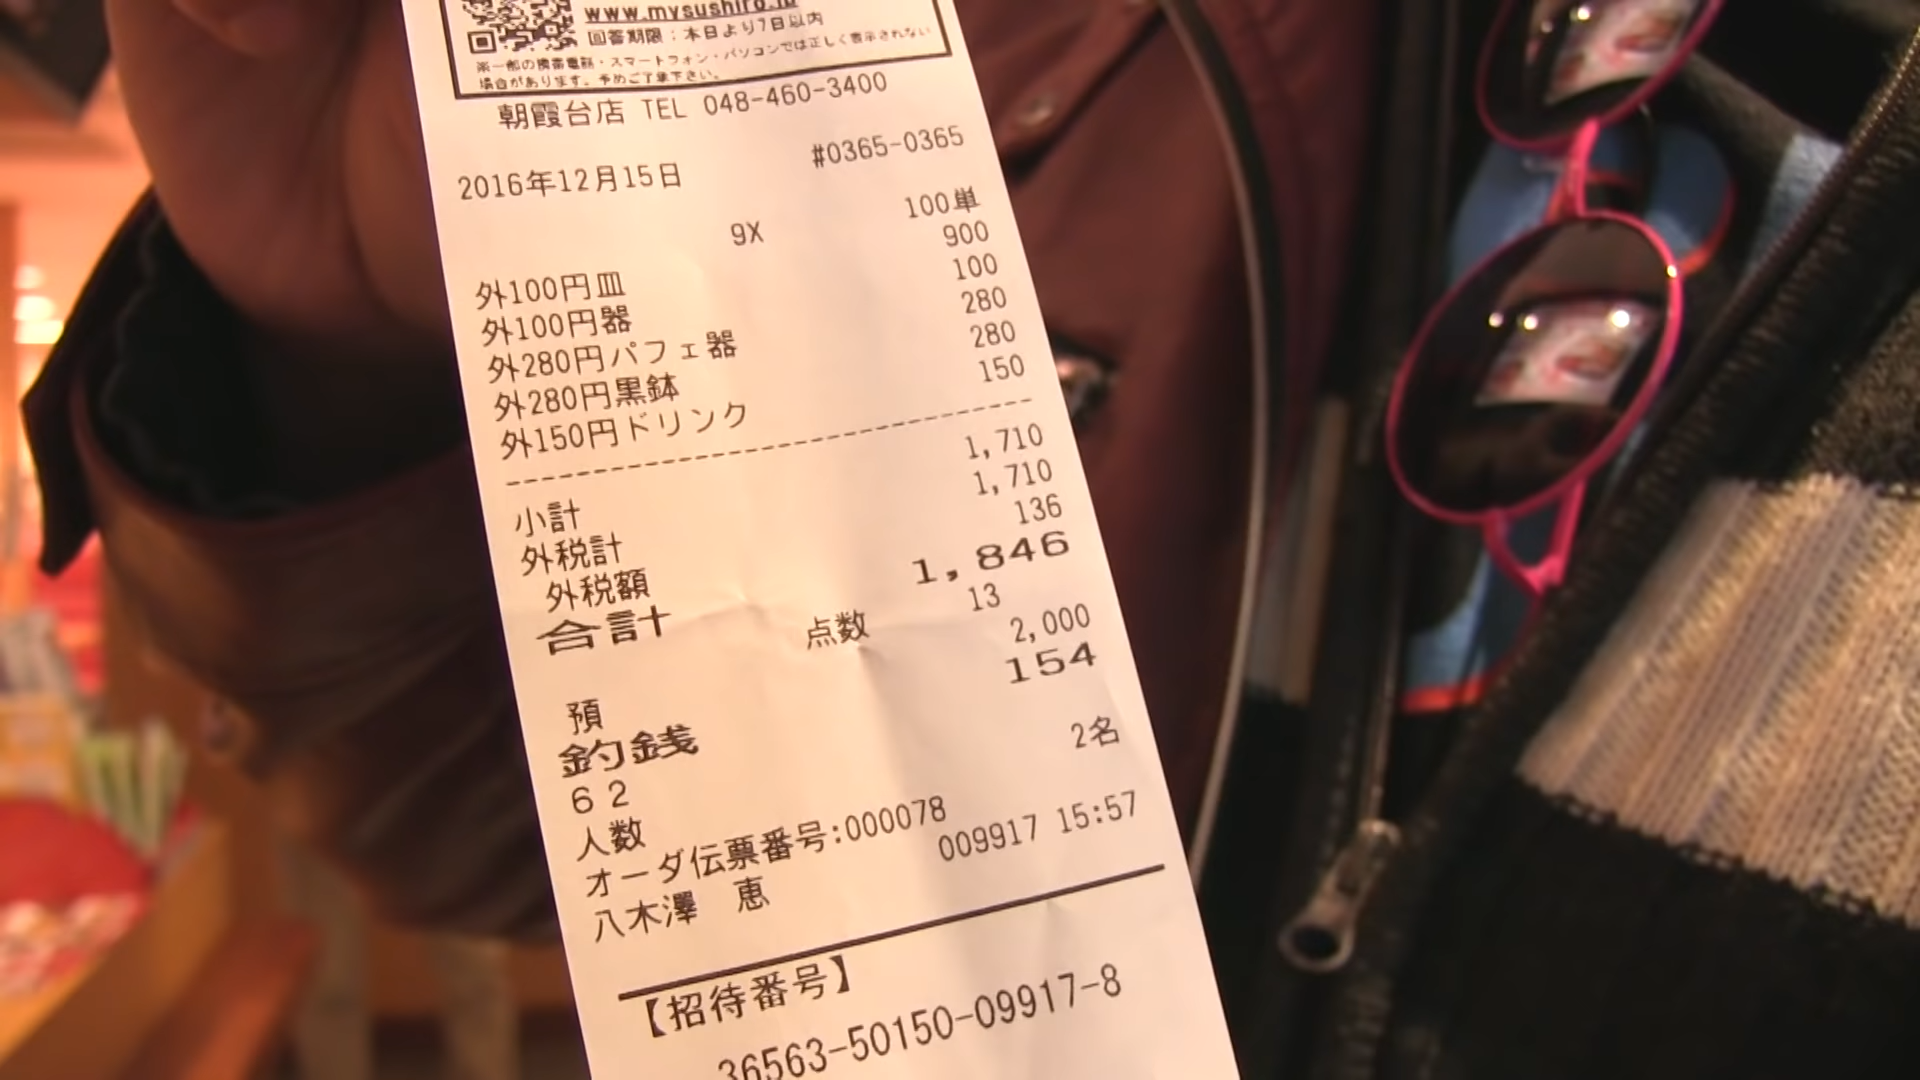 www.mysushiro.jp
回答期限：本日より7日以内
※一部の携帯電話・スマートフォン・パソコンでは正しく表示されない
場合があります。予めご了承下さい。
朝霞台店 TEL 048-460-3400
2016年12月15日 #0365-0365
9X 100単
外100円皿 900
外100円器 100
外280円パフェ器 280
外280円黒鉢 280
外150円ドリンク 150
小計 1,710
外税計 1,710
外税額 136
合計 1,846
点数 13
預 2,000
釣銭 154
６２
人数 2名
オーダ伝票番号:000078
八木澤 恵 009917 15:57
【招待番号】
36563-50150-09917-8